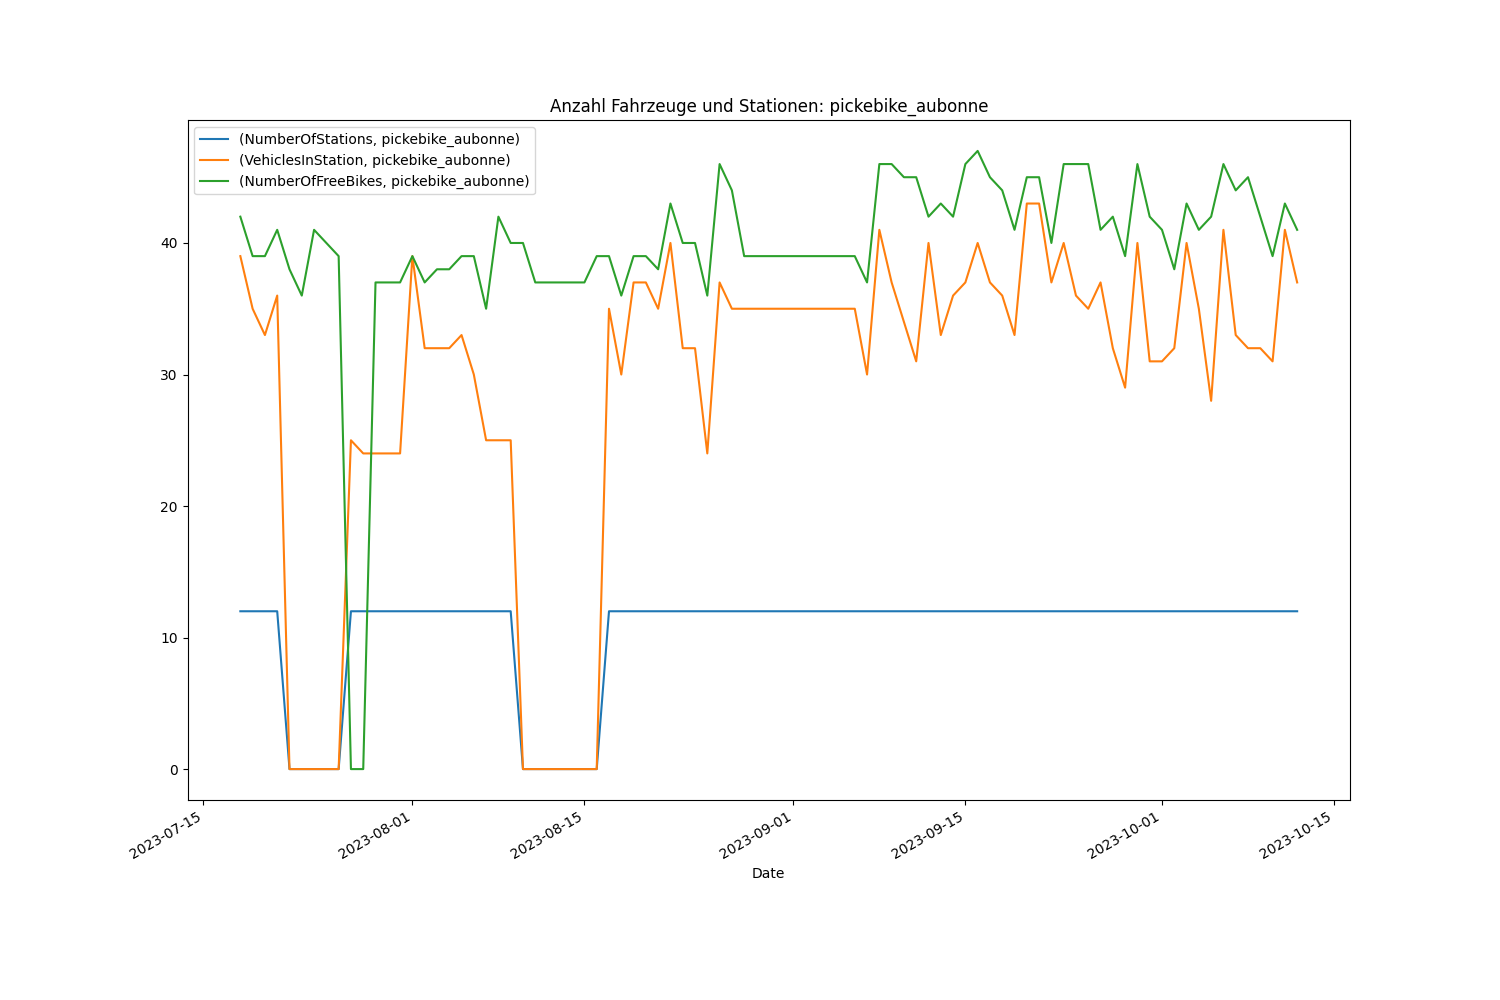 Anzahl Fahrzeuge und Stationen: pickebike_aubonne
(NumberOfStations, pickebike_aubonne)
(VehiclesInStation, pickebike_aubonne)
(NumberOfFreeBikes, pickebike_aubonne)
40
30
20
10
0
2023-07-15
2023-08-01
2023-08-15
2023-09-01
2023-09-15
2023-10-01
2023-10-15
Date